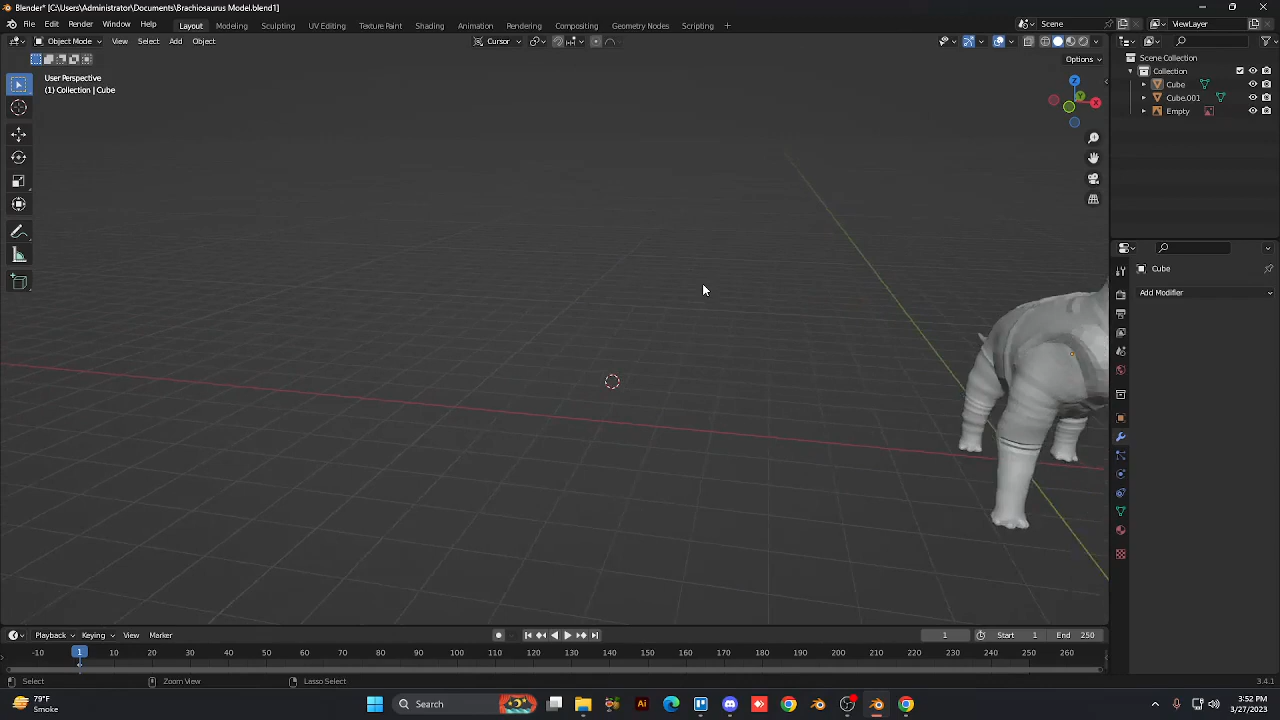 Blender* [C:\Users\Administrator\Documents\Brachiosaurus Model.blend1]
File Edit Render Window Help Layout Modeling Sculpting UV Editing Texture Paint Shading Animation Rendering Compositing Geometry Nodes Scripting + Scene ViewLayer
Object Mode View Select Add Object Cursor
Options
User Perspective
(1) Collection | Cube
Z
Y
X
Scene Collection
Collection
Cube
Cube.001
Empty
Cube
Add Modifier
Playback Keying View Marker 1 Start 1 End 250
-10 1 10 20 30 40 50 60 70 80 90 100 110 120 130 140 150 160 170 180 190 200 210 220 230 240 250 260
Select Zoom View Lasso Select 3.4.1
79°F
Smoke
Search
Ai
3:52 PM
3/27/2023